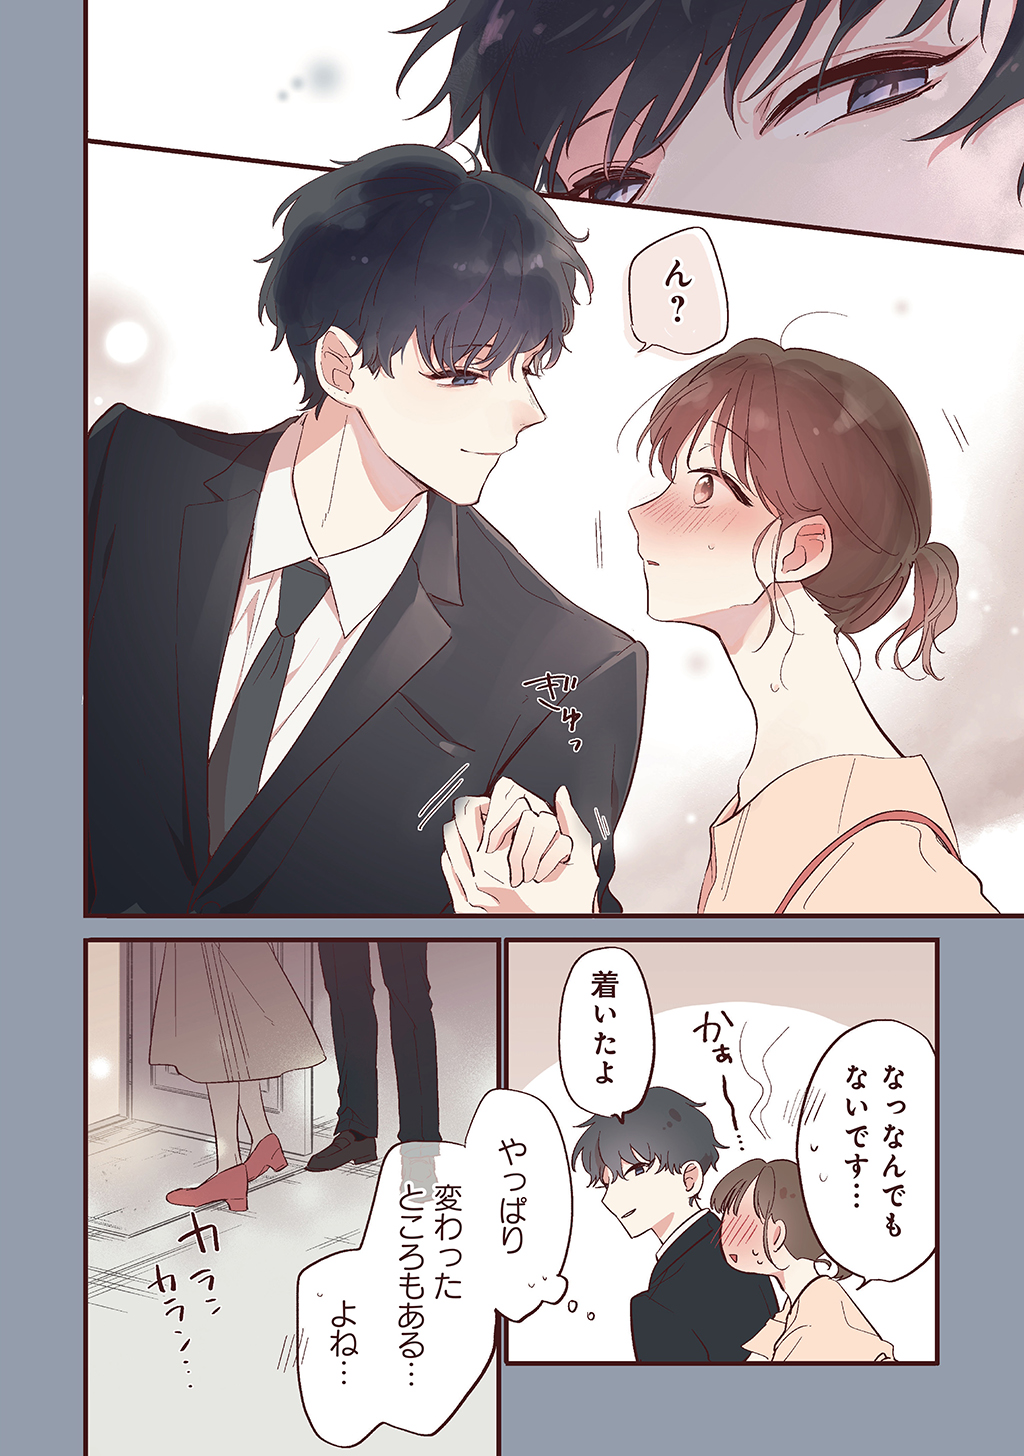 ん？
ぎゅっ
着いたよ
かぁ〜…
なっなんでも
ないです…
やっぱり
変わった
ところもある…
よね…
カラン
カラン…